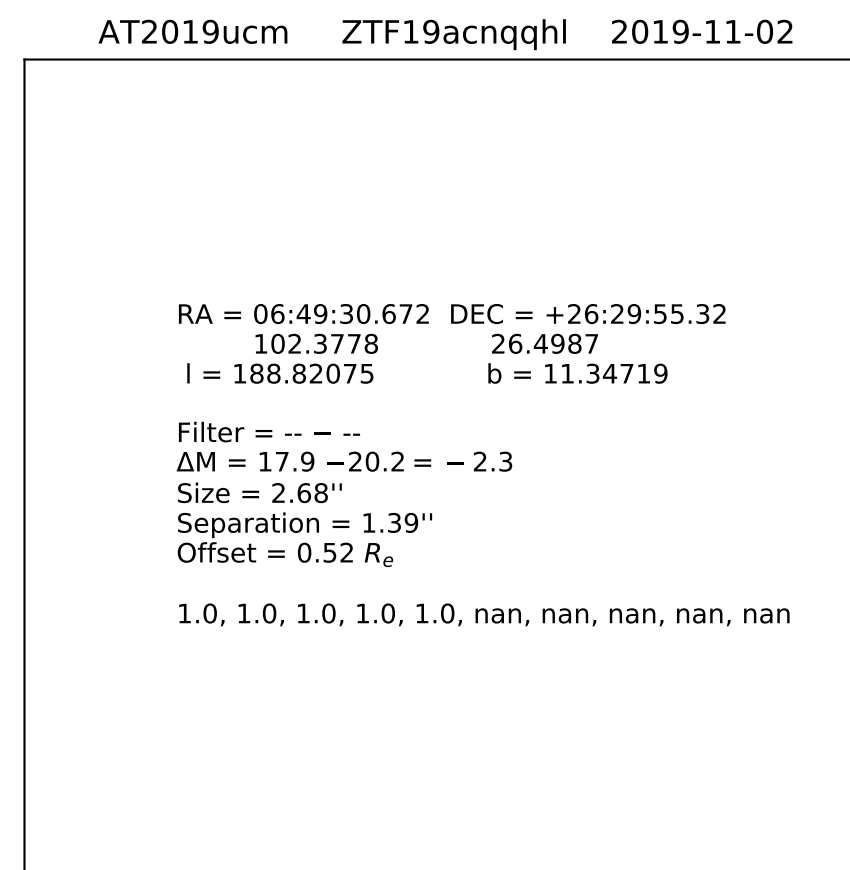 AT2019ucm ZTF19acnqqhl 2019-11-02
RA = 06:49:30.672 DEC = +26:29:55.32
102.3778 26.4987
l = 188.82075 b = 11.34719
Filter = -- − --
ΔM = 17.9 −20.2 = − 2.3
Size = 2.68''
Separation = 1.39''
Offset = 0.52 Rₑ
1.0, 1.0, 1.0, 1.0, 1.0, nan, nan, nan, nan, nan